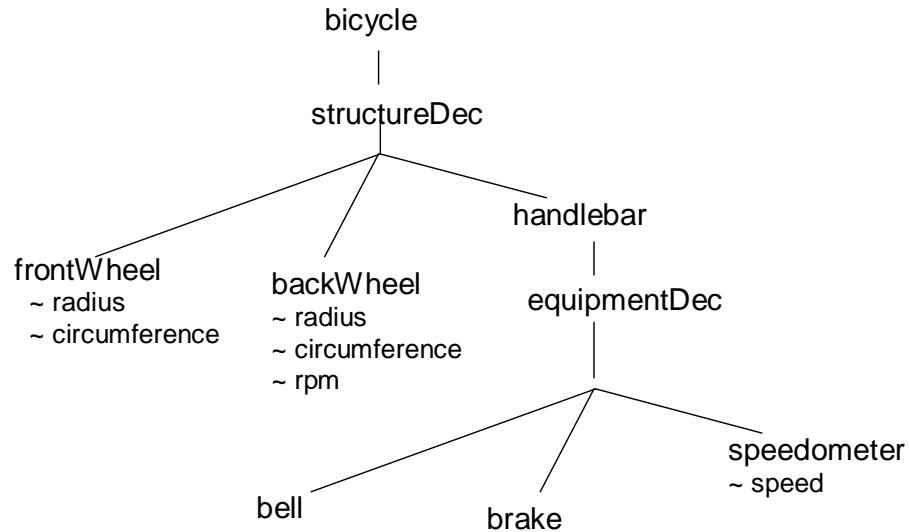 bicycle
structureDec
handlebar
frontWheel
~ radius
~ circumference
backWheel
~ radius
~ circumference
~ rpm
equipmentDec
speedometer
~ speed
bell
brake